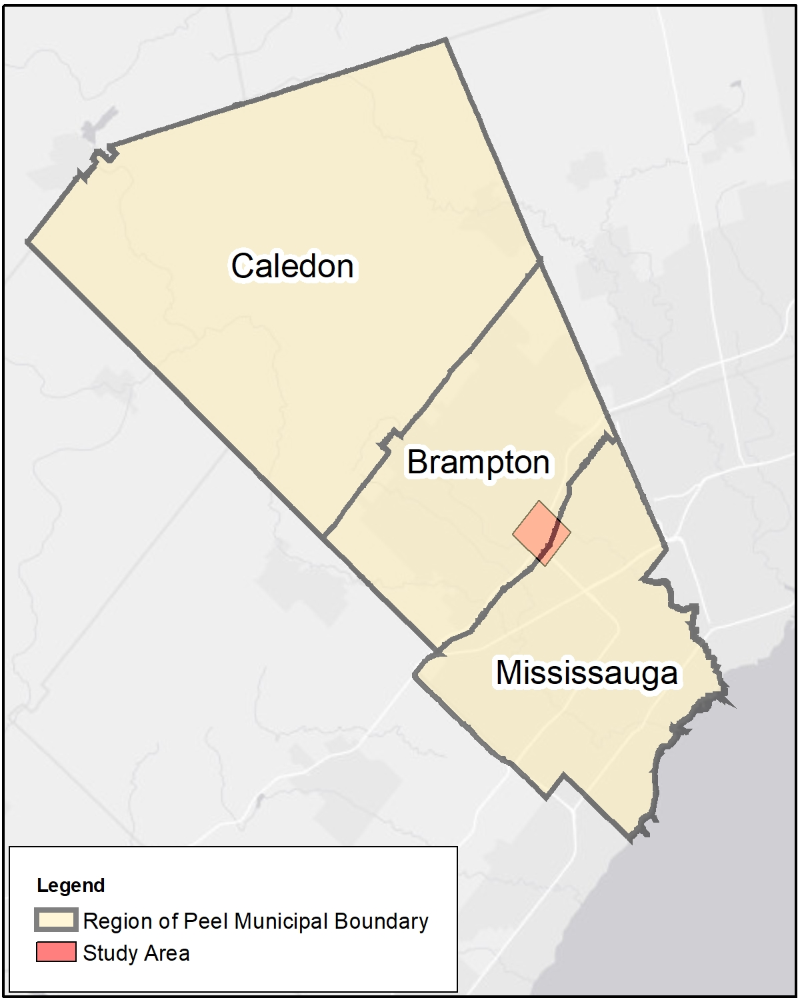 Caledon
Brampton
Mississauga
Legend
Region of Peel Municipal Boundary
Study Area